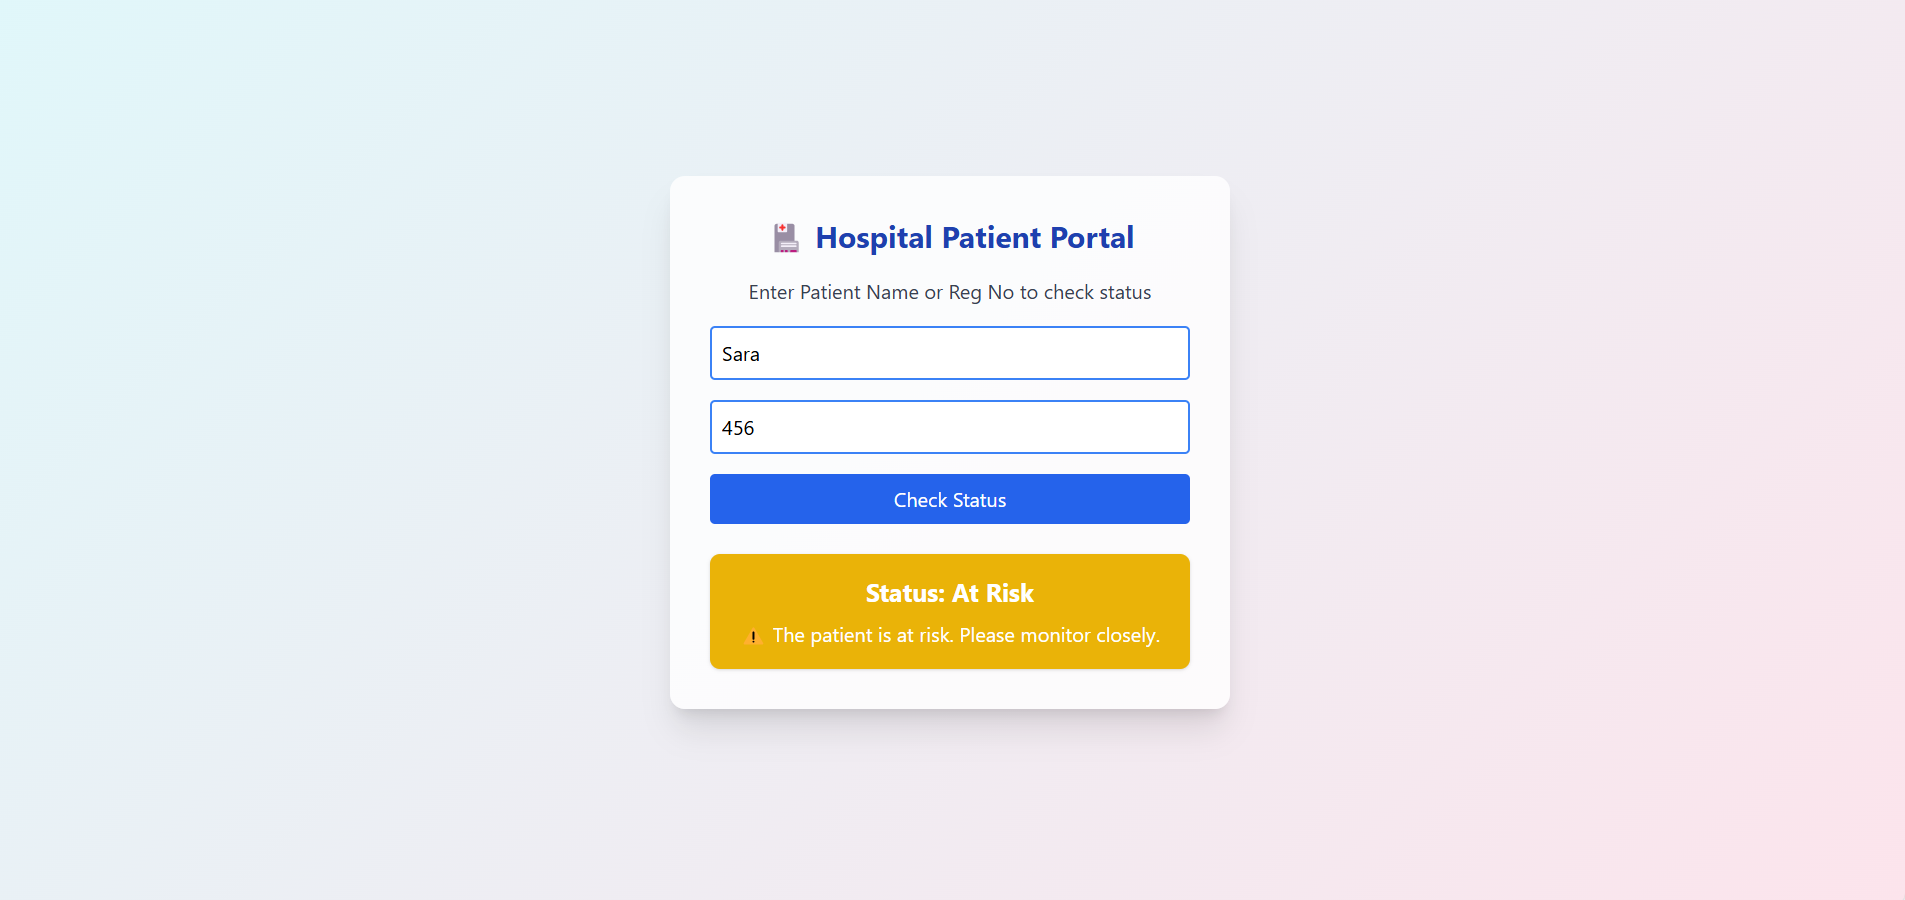 Hospital Patient Portal
Enter Patient Name or Reg No to check status
Sara
456
Check Status
Status: At Risk
⚠️ The patient is at risk. Please monitor closely.